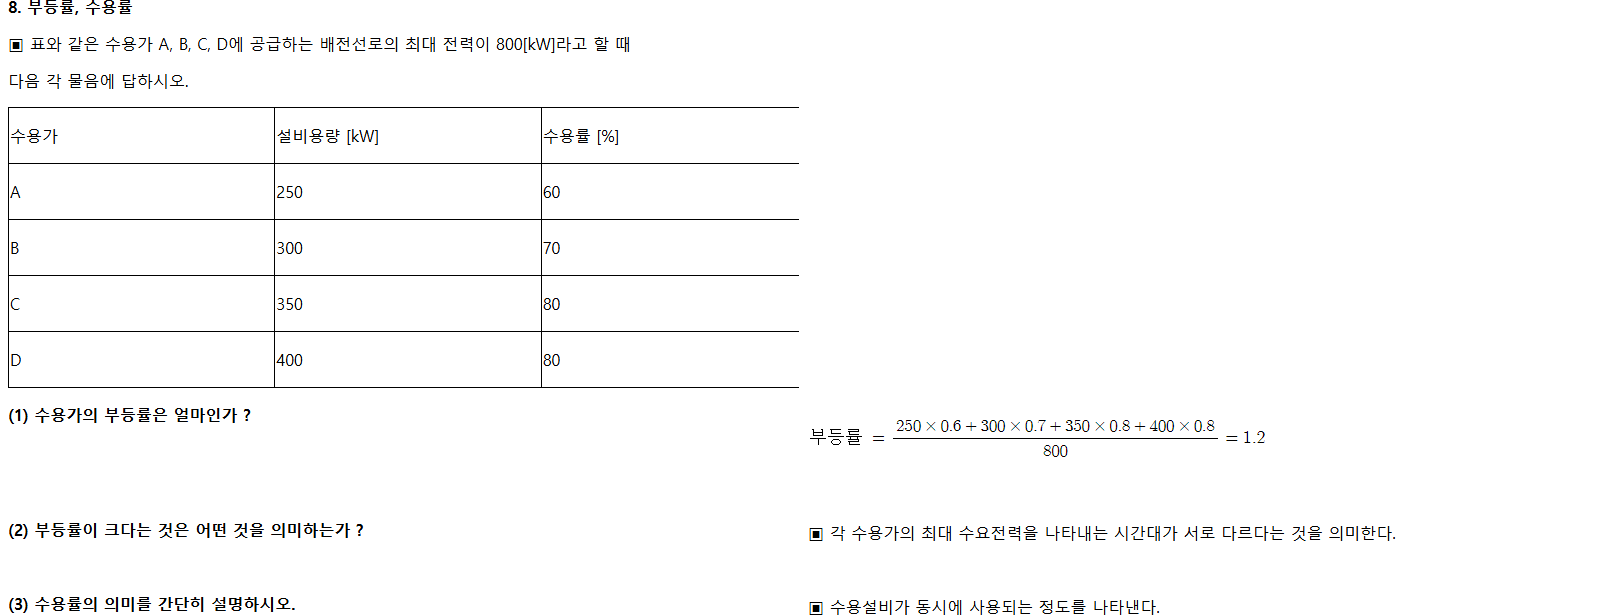 8. 부등률, 수용률
▣ 표와 같은 수용가 A, B, C, D에 공급하는 배전선로의 최대 전력이 800[kW]라고 할 때
다음 각 물음에 답하시오.
수용가 설비용량 [kW] 수용률 [%]
A 250 60
B 300 70
C 350 80
D 400 80
(1) 수용가의 부등률은 얼마인가 ?
부등률 = \frac{250 × 0.6 + 300 × 0.7 + 350 × 0.8 + 400 × 0.8}{800} = 1.2
(2) 부등률이 크다는 것은 어떤 것을 의미하는가 ?
▣ 각 수용가의 최대 수요전력을 나타내는 시간대가 서로 다르다는 것을 의미한다.
(3) 수용률의 의미를 간단히 설명하시오.
▣ 수용설비가 동시에 사용되는 정도를 나타낸다.